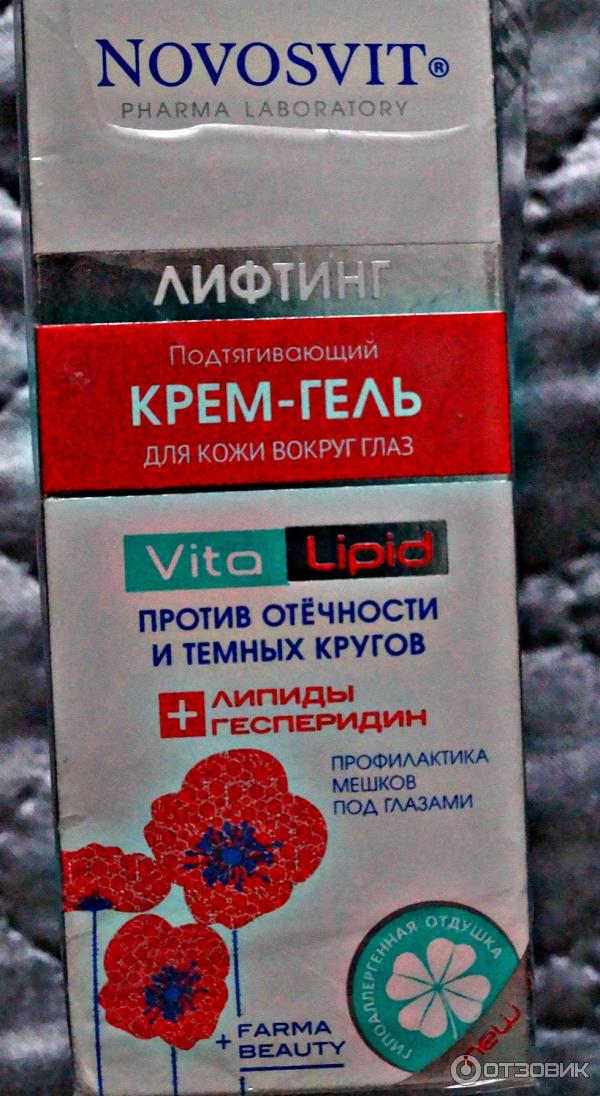 NOVOSVIT®
PHARMA LABORATORY
ЛИФТИНГ
Подтягивающий
КРЕМ-ГЕЛЬ
ДЛЯ КОЖИ ВОКРУГ ГЛАЗ
Vita Lipid
ПРОТИВ ОТЁЧНОСТИ
И ТЕМНЫХ КРУГОВ
+ ЛИПИДЫ
ГЕСПЕРИДИН
ПРОФИЛАКТИКА
МЕШКОВ
ПОД ГЛАЗАМИ
ГИПОАЛЛЕРГЕННАЯ ОТДУШКА
new
+ FARMA
BEAUTY
ОТЗОВИК